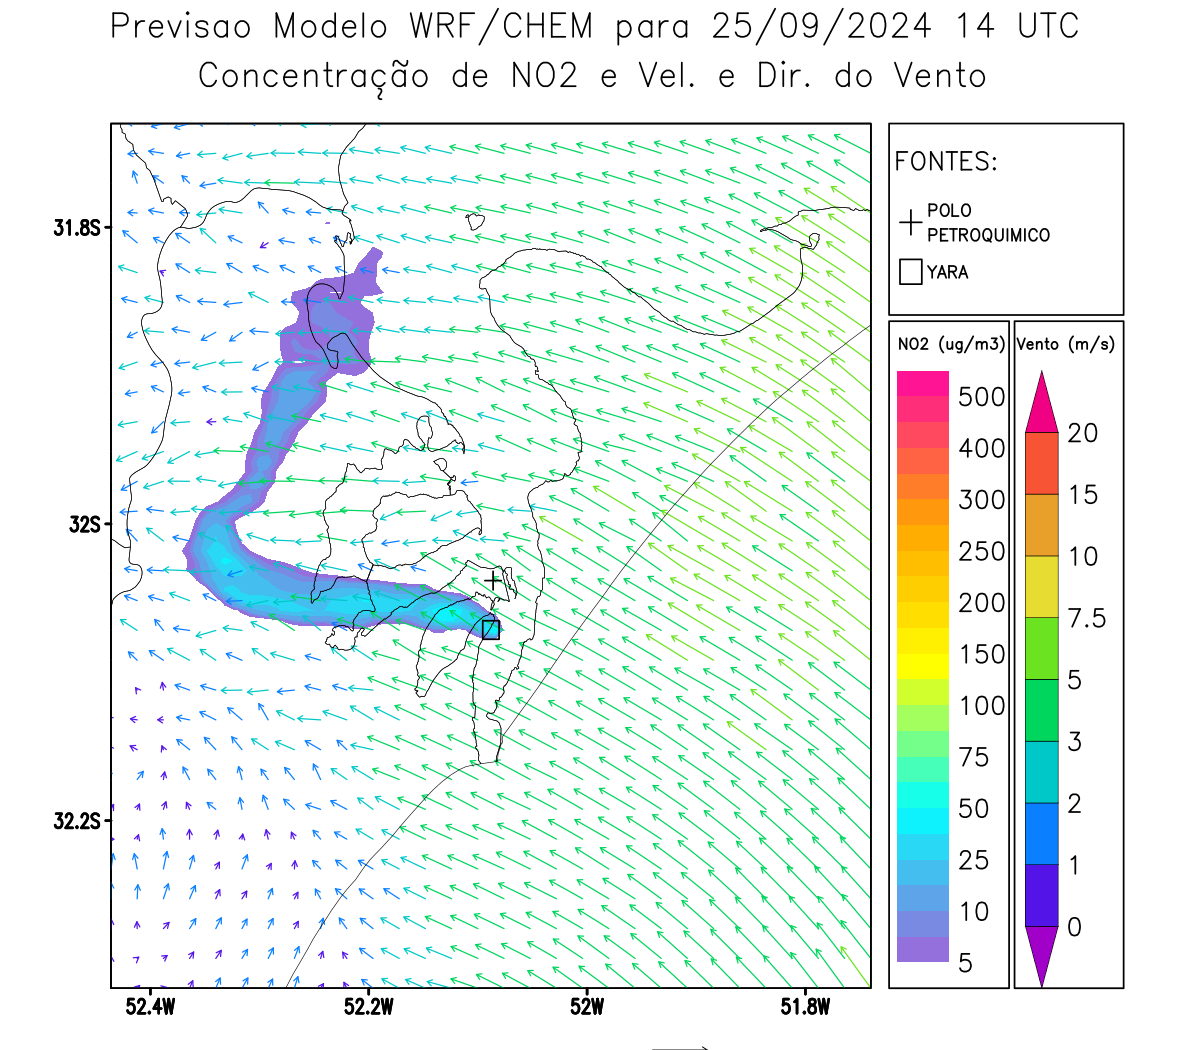 Previsao Modelo WRF/CHEM para 25/09/2024 14 UTC
Concentração de NO2 e Vel. e Dir. do Vento
FONTES:
POLO
PETROQUIMICO
YARA
31.8S
32S
32.2S
52.4W
52.2W
52W
51.8W
NO2 (ug/m3)
500
400
300
250
200
150
100
75
50
25
10
5
Vento (m/s)
20
15
10
7.5
5
3
2
1
0